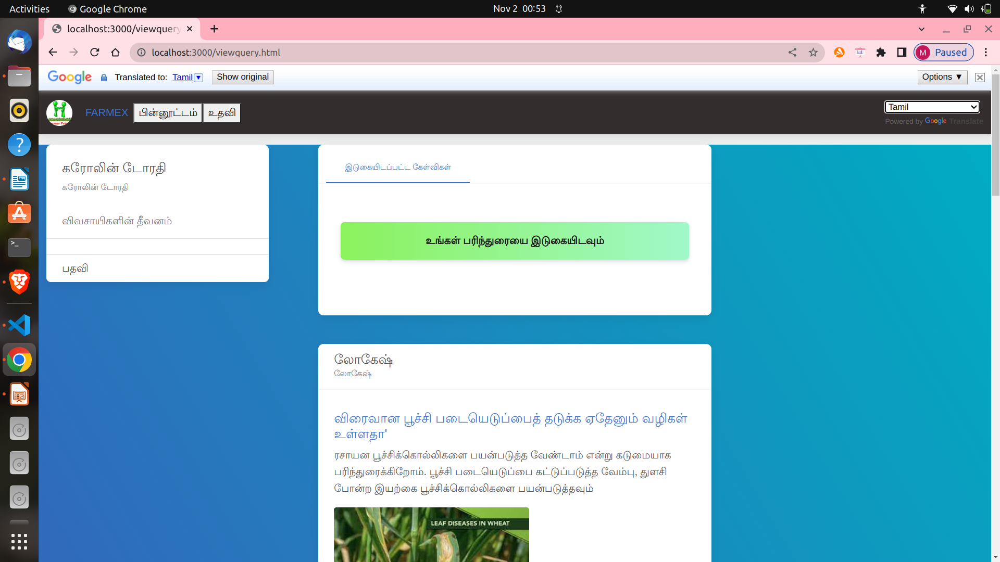 Activities
Google Chrome
Nov 2 00:53
localhost:3000/viewquery
localhost:3000/viewquery.html
M Paused
Google Translated to: Tamil Show original
Options ▼
FARMEX
பின்னூட்டம்
உதவி
Tamil
Powered by Google Translate
கரோலின் டோரதி
கரோலின் டோரதி
விவசாயிகளின் தீவனம்
பதவி
இடுகையிடப்பட்ட கேள்விகள்
உங்கள் பரிந்துரையை இடுகையிடவும்
லோகேஷ்
லோகேஷ்
விரைவான பூச்சி படையெடுப்பைத் தடுக்க ஏதேனும் வழிகள்
உள்ளதா'
ரசாயன பூச்சிக்கொல்லிகளை பயன்படுத்த வேண்டாம் என்று கடுமையாக
பரிந்துரைக்கிறோம். பூச்சி படையெடுப்பை கட்டுப்படுத்த வேம்பு, துளசி
போன்ற இயற்கை பூச்சிக்கொல்லிகளை பயன்படுத்தவும்
LEAF DISEASES IN WHEAT